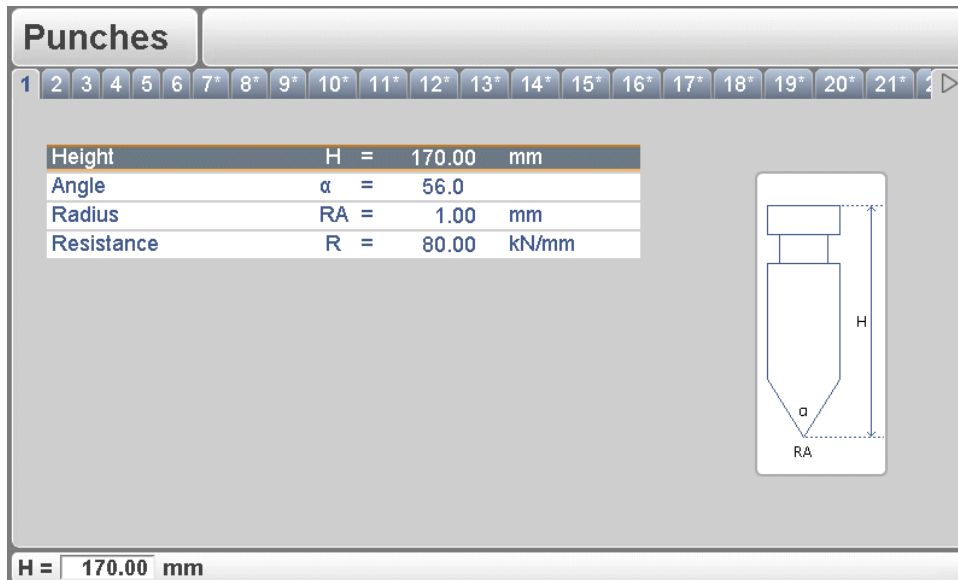 Punches
1 2 3 4 5 6 7* 8* 9* 10* 11* 12* 13* 14* 15* 16* 17* 18* 19* 20* 21*
Height H = 170.00 mm
Angle α = 56.0
Radius RA = 1.00 mm
Resistance R = 80.00 kN/mm
H
α
RA
H = 170.00 mm